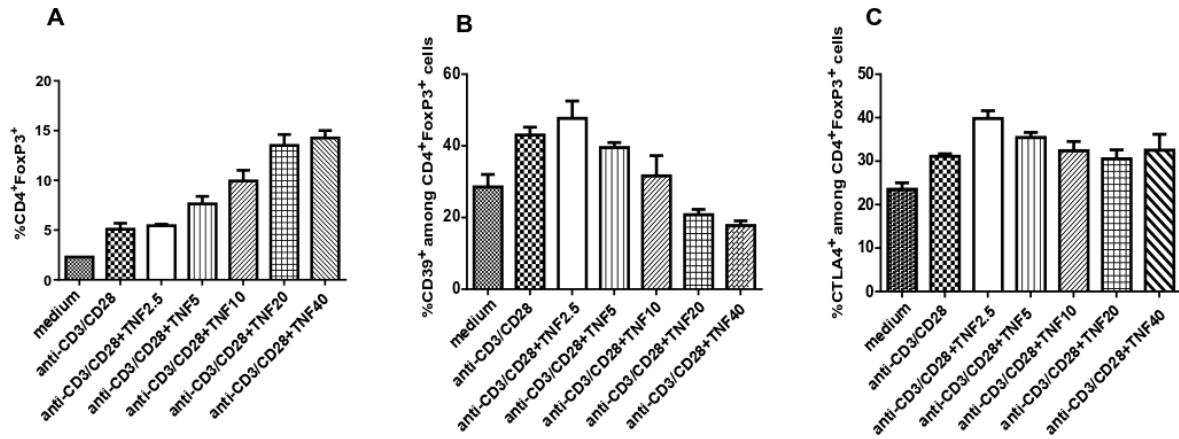 A
%CD4+FoxP3+
20
15
10
5
0
medium
anti-CD3/CD28
anti-CD3/CD28+TNF2.5
anti-CD3/CD28+TNF5
anti-CD3/CD28+TNF10
anti-CD3/CD28+TNF20
anti-CD3/CD28+TNF40
B
%CD39+ among CD4+FoxP3+ cells
60
40
20
0
medium
anti-CD3/CD28
anti-CD3/CD28+TNF2.5
anti-CD3/CD28+TNF5
anti-CD3/CD28+TNF10
anti-CD3/CD28+TNF20
anti-CD3/CD28+TNF40
C
%CTLA4+ among CD4+FoxP3+ cells
50
40
30
20
10
0
medium
anti-CD3/CD28
anti-CD3/CD28+TNF2.5
anti-CD3/CD28+TNF5
anti-CD3/CD28+TNF10
anti-CD3/CD28+TNF20
anti-CD3/CD28+TNF40